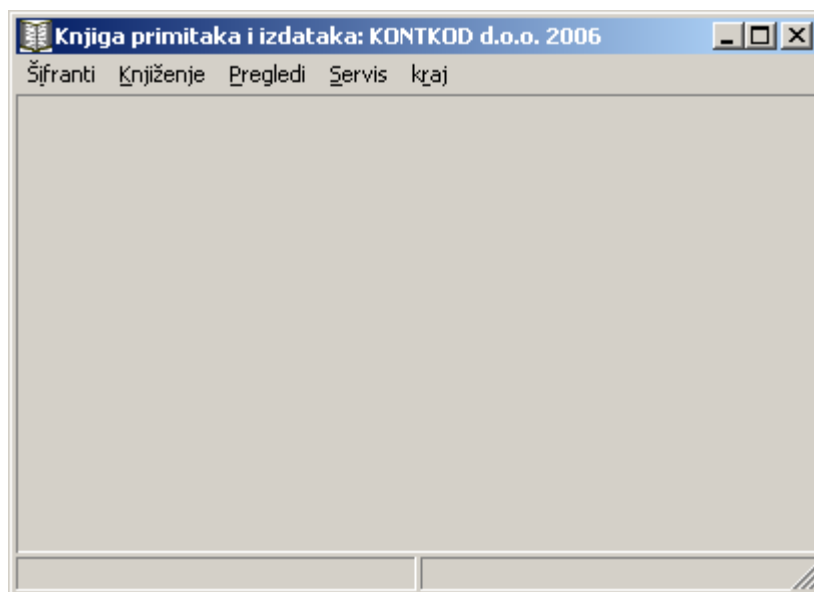 Knjiga primitaka i izdataka: KONTKOD d.o.o. 2006
Šifranti Knjiženje Pregledi Servis kraj